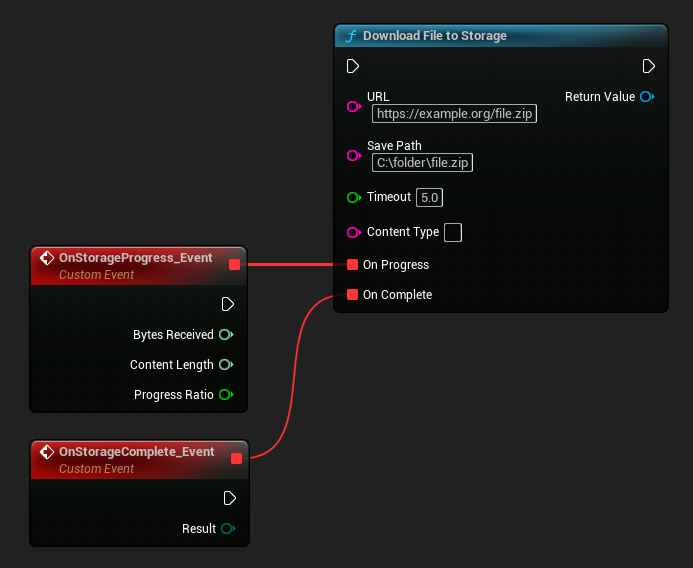 Download File to Storage
URL
Return Value
https://example.org/file.zip
Save Path
C:\folder\file.zip
Timeout 5.0
Content Type
On Progress
On Complete
OnStorageProgress_Event
Custom Event
Bytes Received
Content Length
Progress Ratio
OnStorageComplete_Event
Custom Event
Result